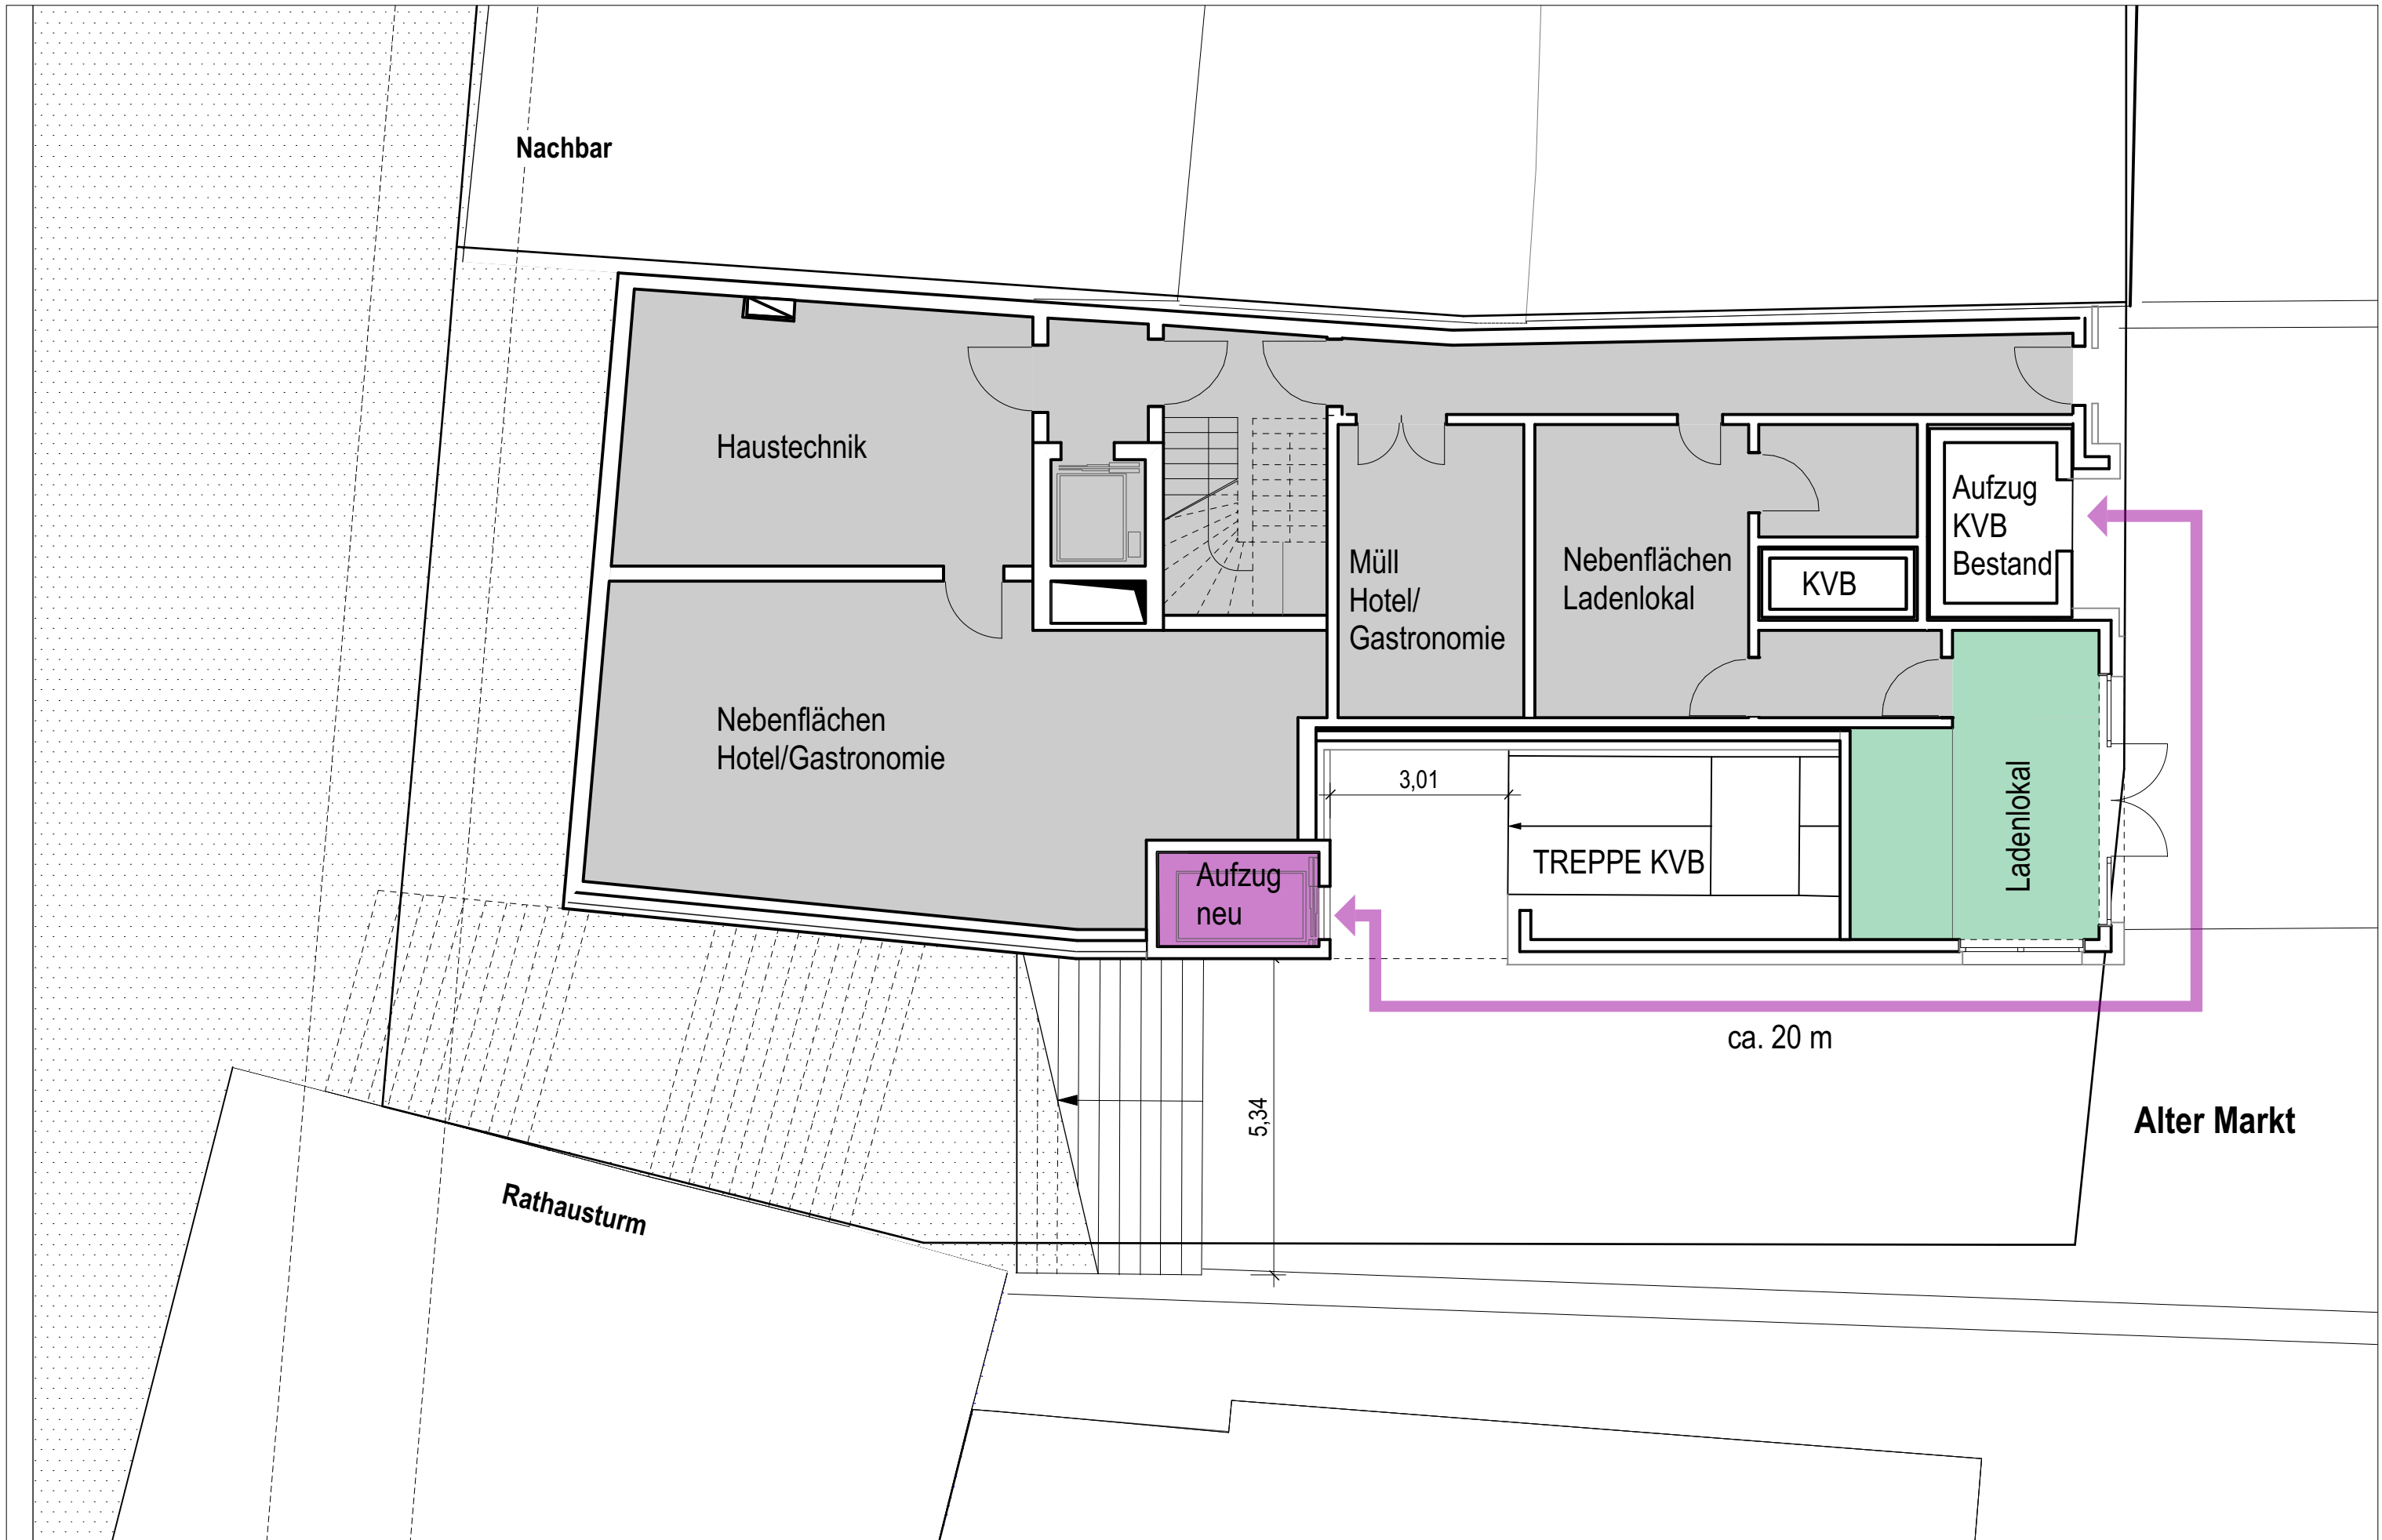 Nachbar
Haustechnik
Aufzug
KVB
Bestand
Müll
Hotel/
Gastronomie
Nebenflächen
Ladenlokal
KVB
Nebenflächen
Hotel/Gastronomie
3,01
TREPPE KVB
Ladenlokal
Aufzug
neu
ca. 20 m
5,34
Alter Markt
Rathausturm